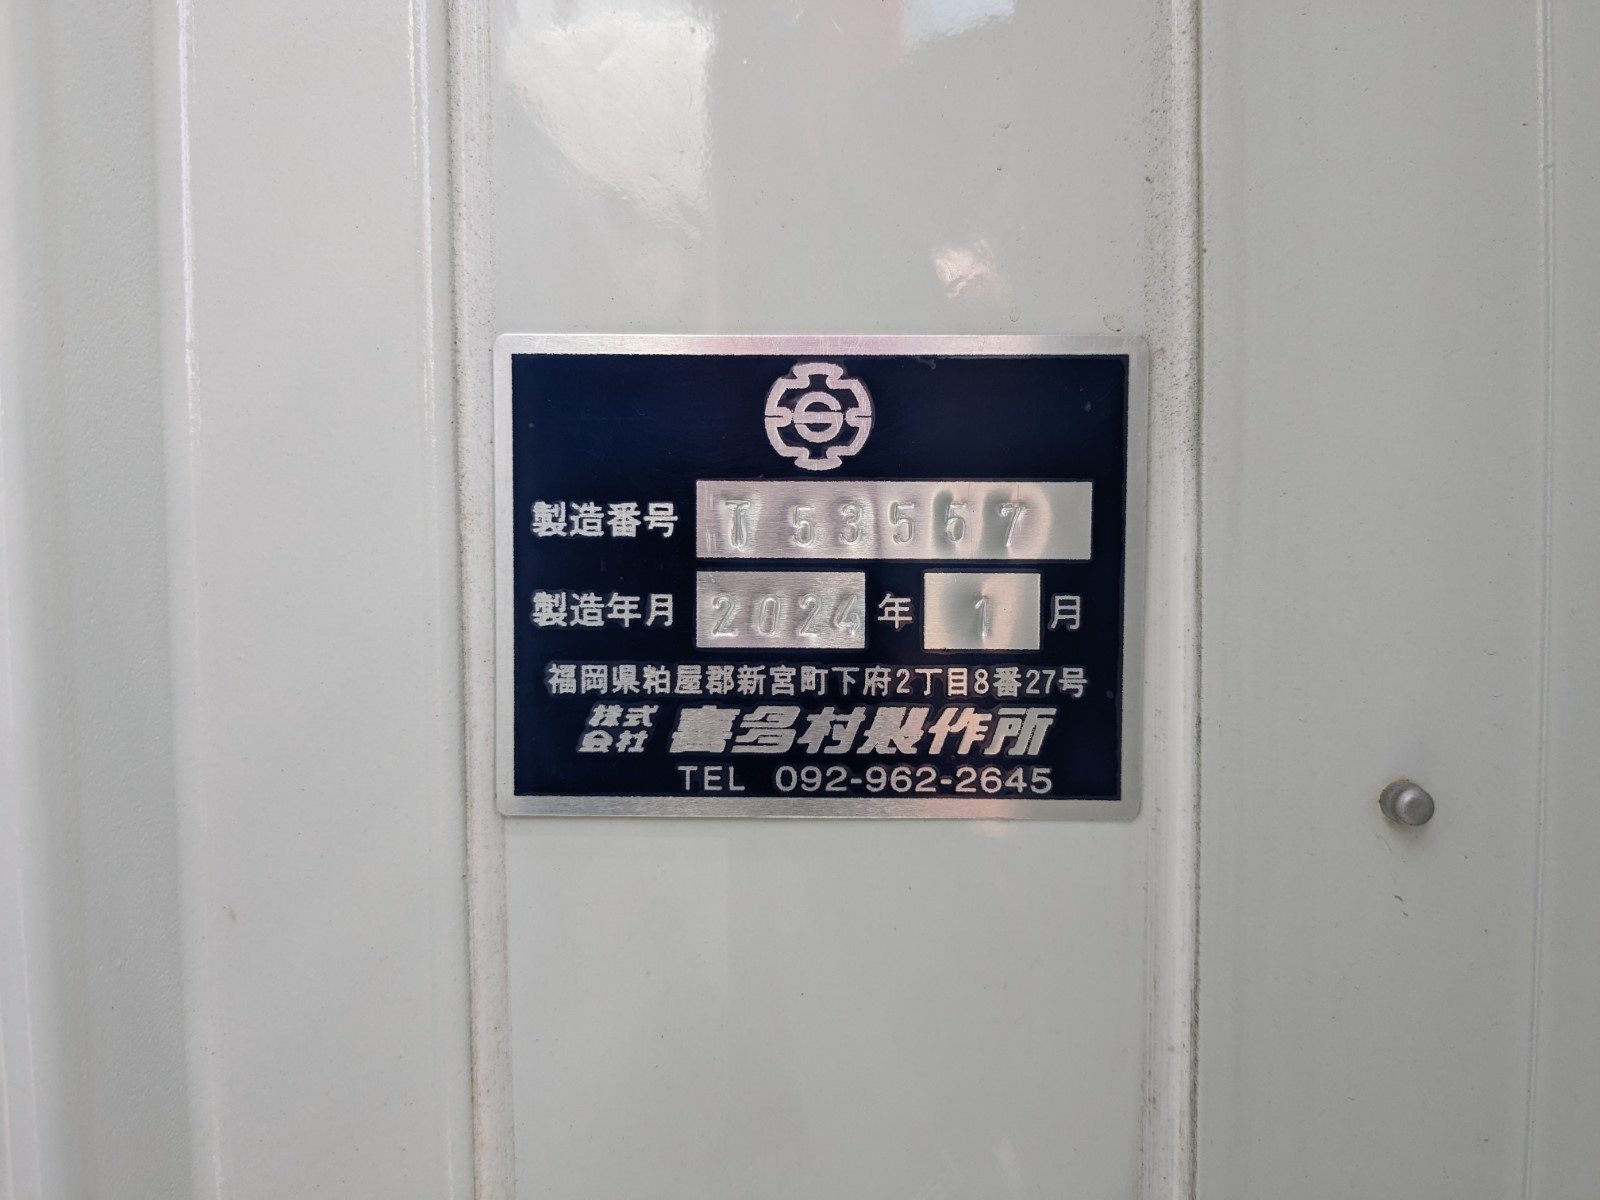 製造番号 T53557
製造年月 2024年 1月
福岡県粕屋郡新宮町下府2丁目8番27号
株式会社 喜多村製作所
TEL 092-962-2645